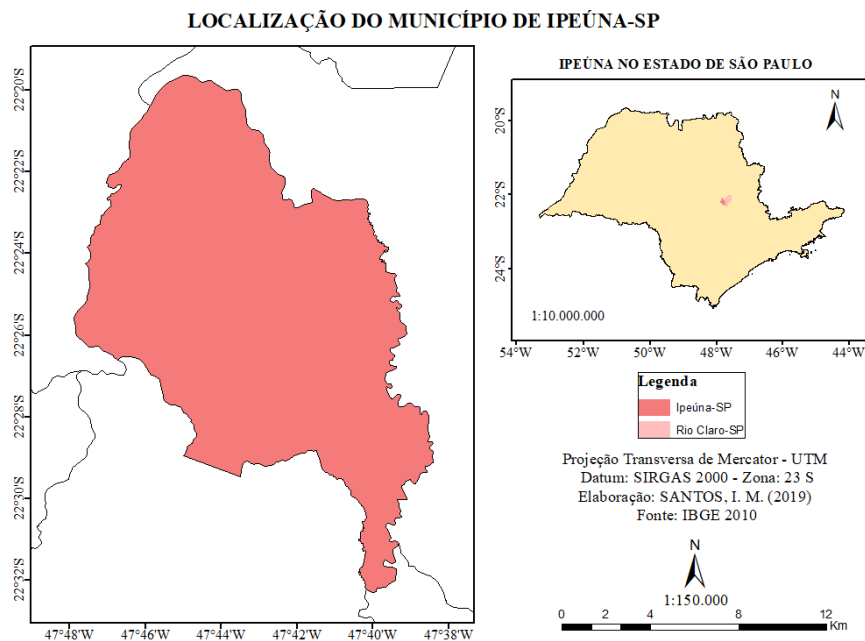 LOCALIZAÇÃO DO MUNICÍPIO DE IPEÚNA-SP
22°20'S
22°22'S
22°24'S
22°26'S
22°28'S
22°30'S
22°32'S
47°48'W 47°46'W 47°44'W 47°42'W 47°40'W 47°38'W
IPEÚNA NO ESTADO DE SÃO PAULO
N
20°S
22°S
24°S
1:10.000.000
54°W 52°W 50°W 48°W 46°W 44°W
Legenda
Ipeúna-SP
Rio Claro-SP
Projeção Transversa de Mercator - UTM
Datum: SIRGAS 2000 - Zona: 23 S
Elaboração: SANTOS, I. M. (2019)
Fonte: IBGE 2010
N
1:150.000
0 2 4 8 12
Km